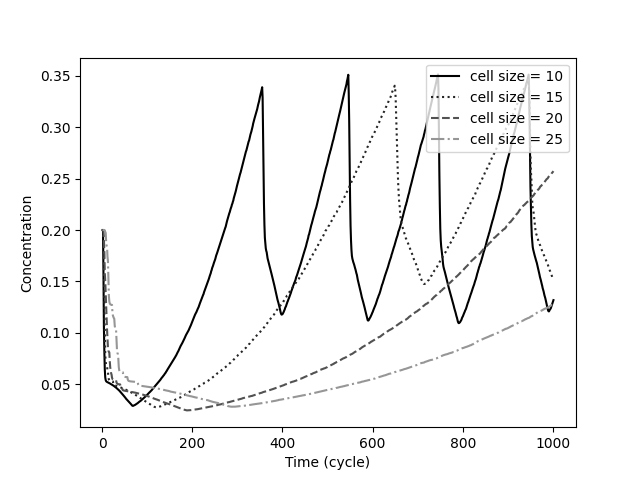 cell size = 10
cell size = 15
cell size = 20
cell size = 25
0.35
0.30
0.25
0.20
0.15
0.10
0.05
Concentration
0 200 400 600 800 1000
Time (cycle)